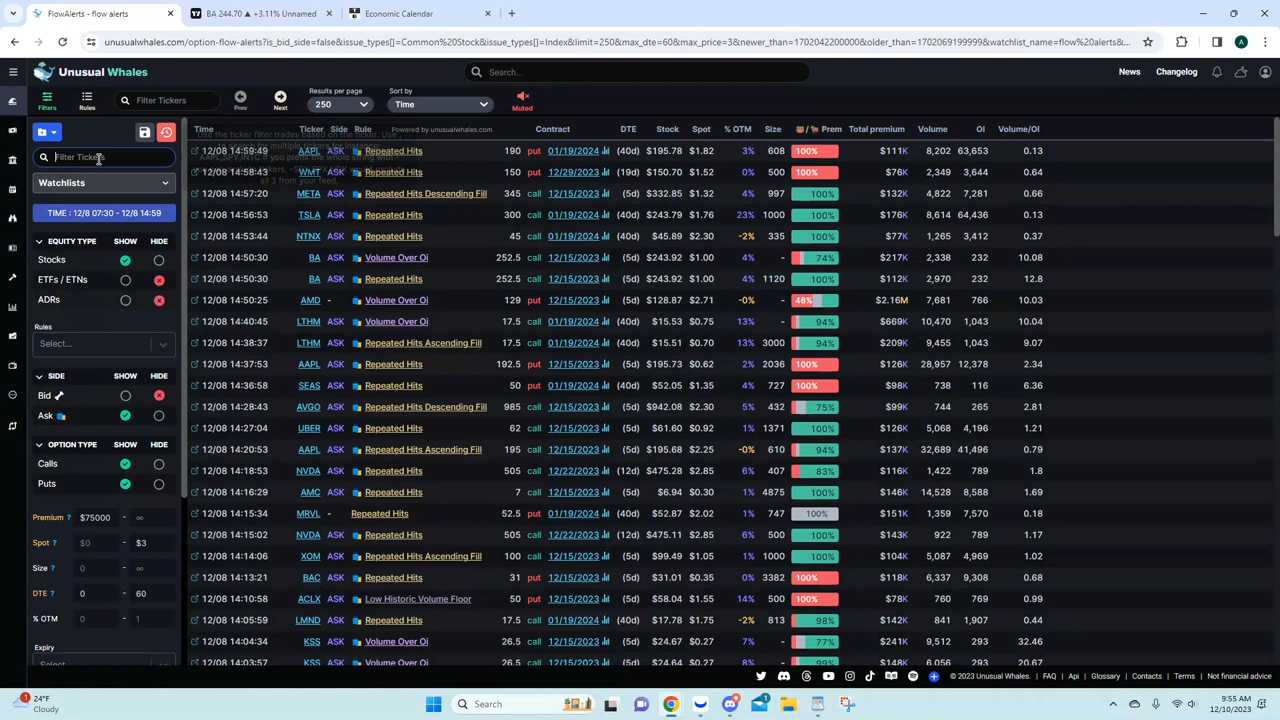 FlowAlerts - flow alerts
BA 244.70 ▲ +3.11% Unnamed
Economic Calendar
unusualwhales.com/option-flow-alerts?is_bid_side=false&issue_types[]=Common Stock&issue_types[]=Index&limit=250&max_dte=60&max_price=3&newer_than=1702042200000&older_than=1702069199999&watchlist_name=flow%20alerts&...
A
Unusual Whales
Search...
News
Changelog
Filters
Rules
Filter Tickers
Prev
Next
Results per page
250
Sort by
Time
Muted
Time Ticker Side Rule Powered by unusualwhales.com Contract DTE Stock Spot % OTM Size Prem Total premium Volume OI Volume/OI
Filter Tickers
Watchlists
TIME : 12/8 07:30 - 12/8 14:59
EQUITY TYPE HIDE
Stocks
ETFs / ETNs
ADRs
Rules
Select...
SIDE HIDE
Bid
Ask
OPTION TYPE HIDE
Calls
Puts
Premium ? ∞
Spot ? $3
Size ? 0 ∞
DTE ? 0 60
% OTM 0 1
Expiry
Select
AAPL Repeated Hits 190 put 01/19/2024 (40d) $195.78 $1.82 3% 608 100% $111K 8,202 63,653 0.13
12/08 14:58:43 WMT ASK Repeated Hits 150 put 12/15/2023 $150.70 $1.52 0% 500 100% $76K 2,349 3,644 0.64
12/08 14:57:27 META ASK Repeated Hits Descending Fill 345 call 12/15/2023 (5d) $332.85 $1.32 4% 997 100% $132K 4,822 7,281 0.66
12/08 14:56:53 TSLA ASK Repeated Hits 300 call 01/19/2024 $243.79 $1.76 1000 100% $176K 8,614 4,436 0.13
12/08 14:53:44 NTNX ASK Repeated Hits 45 call 01/19/2024 (40d) $45.89 $2.30 -2% 335 100% $77K 1,265 3,412 0.37
12/08 14:50:30 BA ASK Volume Over Oi 252.5 call 12/15/2023 (5d) $243.92 $1.00 4% - 74% $217K 2,338 232 10.08
12/08 14:50:30 BA ASK Repeated Hits 252.5 call 12/15/2023 (5d) $243.92 $1.00 4% 1120 100% $112K 2,970 232 12.8
12/08 14:50:25 AMD - Volume Over Oi 129 put 12/15/2023 (5d) $128.87 $2.71 -0% - 46% $2.16M 7,681 766 10.03
12/08 14:40:45 LTHM ASK Volume Over Oi 17.5 call 01/19/2024 (40d) $15.53 $0.75 13% - 94% $669K 10,470 1,043 10.04
12/08 14:38:37 LTHM ASK Repeated Hits Ascending Fill 17.5 call 01/19/2024 (40d) $15.51 $0.70 13% 3000 94% $209K 9,455 1,043 9.07
12/08 14:37:53 AAPL ASK Repeated Hits 192.5 put 12/15/2023 (5d) $195.73 $0.62 2% 2036 100% $126K 28,957 12,378 2.34
12/08 14:36:58 SEAS ASK Repeated Hits 50 put 01/19/2024 (40d) $52.05 $1.35 4% 727 100% $98K 738 116 6.36
12/08 14:28:43 AVGO ASK Repeated Hits Descending Fill 985 call 12/15/2023 (5d) $942.08 $2.30 5% 432 75% $99K 744 265 2.81
12/08 14:27:04 UBER ASK Repeated Hits 62 call 12/15/2023 (5d) $61.60 $0.92 1% 1371 100% $126K 5,068 4,196 1.21
12/08 14:20:53 AAPL ASK Repeated Hits Ascending Fill 195 call 12/15/2023 (5d) $195.68 $2.25 -0% 610 94% $137K 32,689 0.79
12/08 14:18:53 NVDA ASK Repeated Hits 505 call 12/22/2023 (12d) $475.28 $2.85 6% 407 83% $116K 1,422 789 1.8
12/08 14:16:29 AMC ASK Repeated Hits 7 call 12/15/2023 (5d) $6.94 $0.30 4875 100% $146K 14,528 8,588 1.69
12/08 14:15:34 MRVL Repeated Hits 52.5 put 01/19/2024 (40d) $52.87 $2.02 1% 747 100% $151K 1,359 7,570 0.18
12/08 14:15:02 NVDA ASK Repeated Hits 505 call (12d) 6% 502 100% $143K 922 789 1.17
12/08 14:14:06 XOM ASK Repeated Hits Ascending Fill 100 call 12/15/2023 (5d) $99.49 $1.05 1% 1000 100% $104K 5,087 4,969 1.02
12/08 14:13:21 BAC ASK Repeated Hits 31 put 12/15/2023 (5d) $31.01 $0.35 0% 3382 100% $118K 6,337 9,308 0.68
12/08 14:10:58 ACLX ASK Low Historic Volume Floor 50 put 01/19/2024 (40d) $58.04 $1.55 14% 500 100% $78K 760 769 0.99
12/08 14:05:59 LMND ASK Repeated Hits 17.5 call 12/15/2023 (5d) $17.78 $1.75 -2% 813 98% $142K 841 1,907 0.44
12/08 14:04:34 KSS ASK Volume Over Oi 26.5 call 12/15/2023 (5d) $24.67 $0.27 7% - 77% $241K 9,512 293 32.46
12/08 14:03:57 KSS ASK Volume Over Oi 26.5 call 12/15/2023 (5d) $24.62 $0.24 8% - 99% $148K 6,056 293 20.67
© 2023 Unusual Whales. | FAQ | Api | Glossary | Contacts | Terms | Not financial advice
1
24°F
Cloudy
Search
9:55 AM
12/10/2023